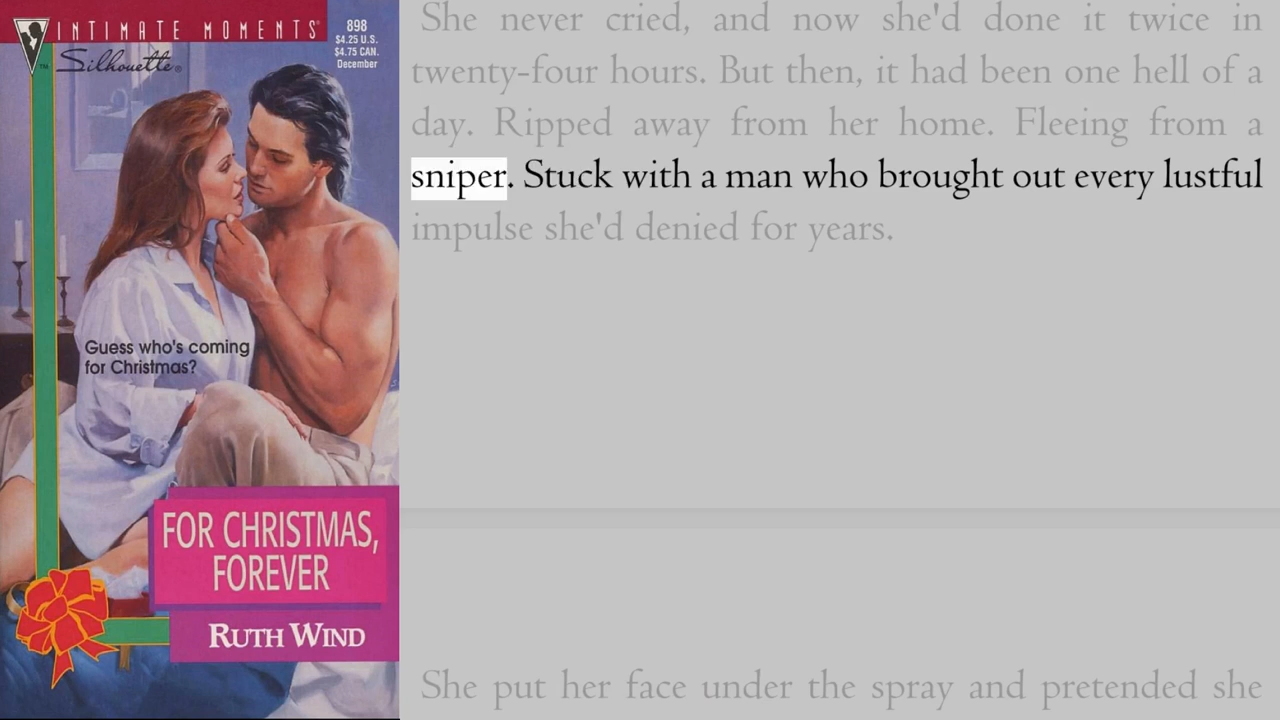 INTIMATE MOMENTS®
Silhouette®
TM
898
$4.25 U.S.
$4.75 CAN.
December
Guess who's coming
for Christmas?
FOR CHRISTMAS,
FOREVER
RUTH WIND
She never cried, and now she'd done it twice in
twenty-four hours. But then, it had been one hell of a
day. Ripped away from her home. Fleeing from a
sniper. Stuck with a man who brought out every lustful
impulse she'd denied for years.
She put her face under the spray and pretended she